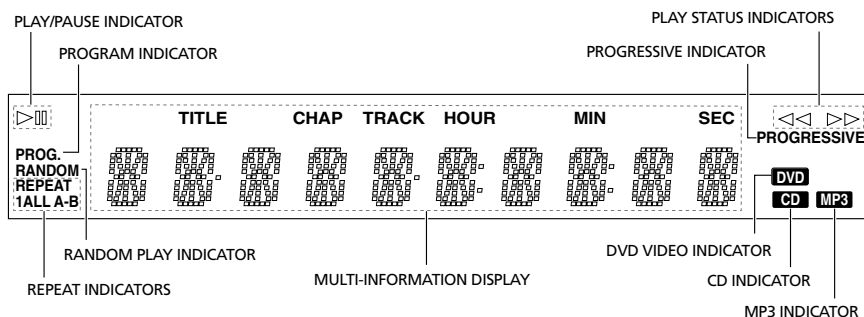 PLAY/PAUSE INDICATOR
PLAY STATUS INDICATORS
PROGRAM INDICATOR
PROGRESSIVE INDICATOR
TITLE CHAP TRACK HOUR MIN SEC
PROGRESSIVE
PROG.
RANDOM
REPEAT
1ALL A-B
DVD
CD MP3
RANDOM PLAY INDICATOR
DVD VIDEO INDICATOR
REPEAT INDICATORS
MULTI-INFORMATION DISPLAY
CD INDICATOR
MP3 INDICATOR